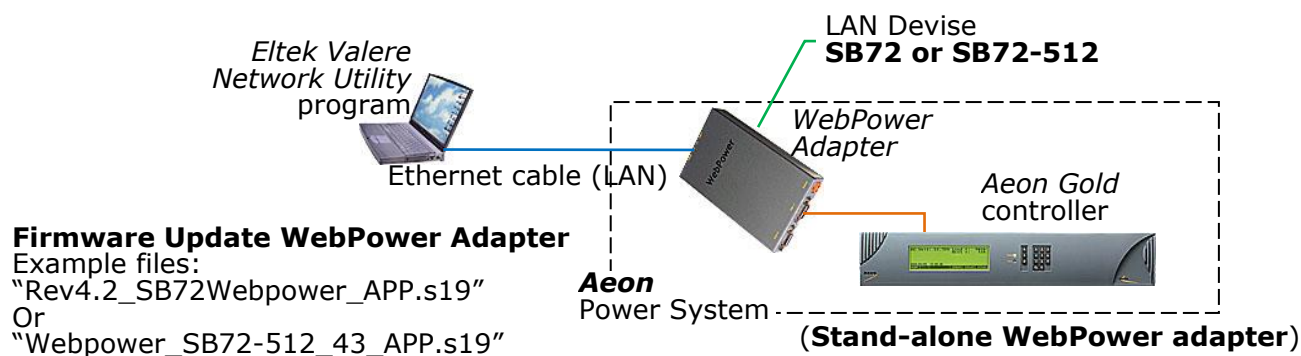 LAN Devise
SB72 or SB72-512
Eltek Valere
Network Utility
program
WebPower
Adapter
WebPower
Ethernet cable (LAN)
Aeon Gold
controller
Firmware Update WebPower Adapter
Example files:
“Rev4.2_SB72Webpower_APP.s19”
Or
“Webpower_SB72-512_43_APP.s19”
Aeon
Power System
(Stand-alone WebPower adapter)